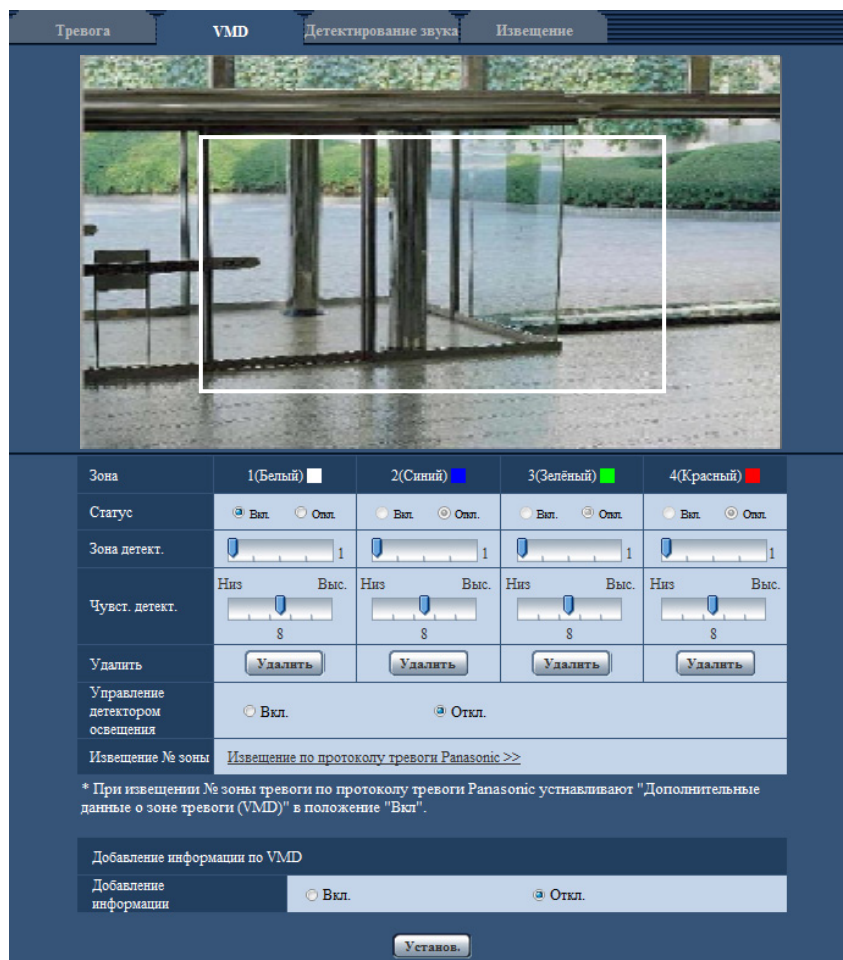 Тревога VMD Детектирование звука Извещение
Зона 1(Белый) 2(Синий) 3(Зелёный) 4(Красный)
Статус Вкл. Откл. Вкл. Откл. Вкл. Откл. Вкл. Откл.
Зона детект. 1 1 1 1
Низ Выс. Низ Выс. Низ Выс. Низ Выс.
Чувст. детект.
8 8 8 8
Удалить Удалить Удалить Удалить Удалить
Управление
детектором
освещения
Вкл. Откл.
Извещение № зоны Извещение по протоколу тревоги Panasonic >>
* При извещении № зоны тревоги по протоколу тревоги Panasonic устнавливают "Дополнительные
данные о зоне тревоги (VMD)" в положение "Вкл".
Добавление информации по VMD
Добавление
информации
Вкл. Откл.
Установ.